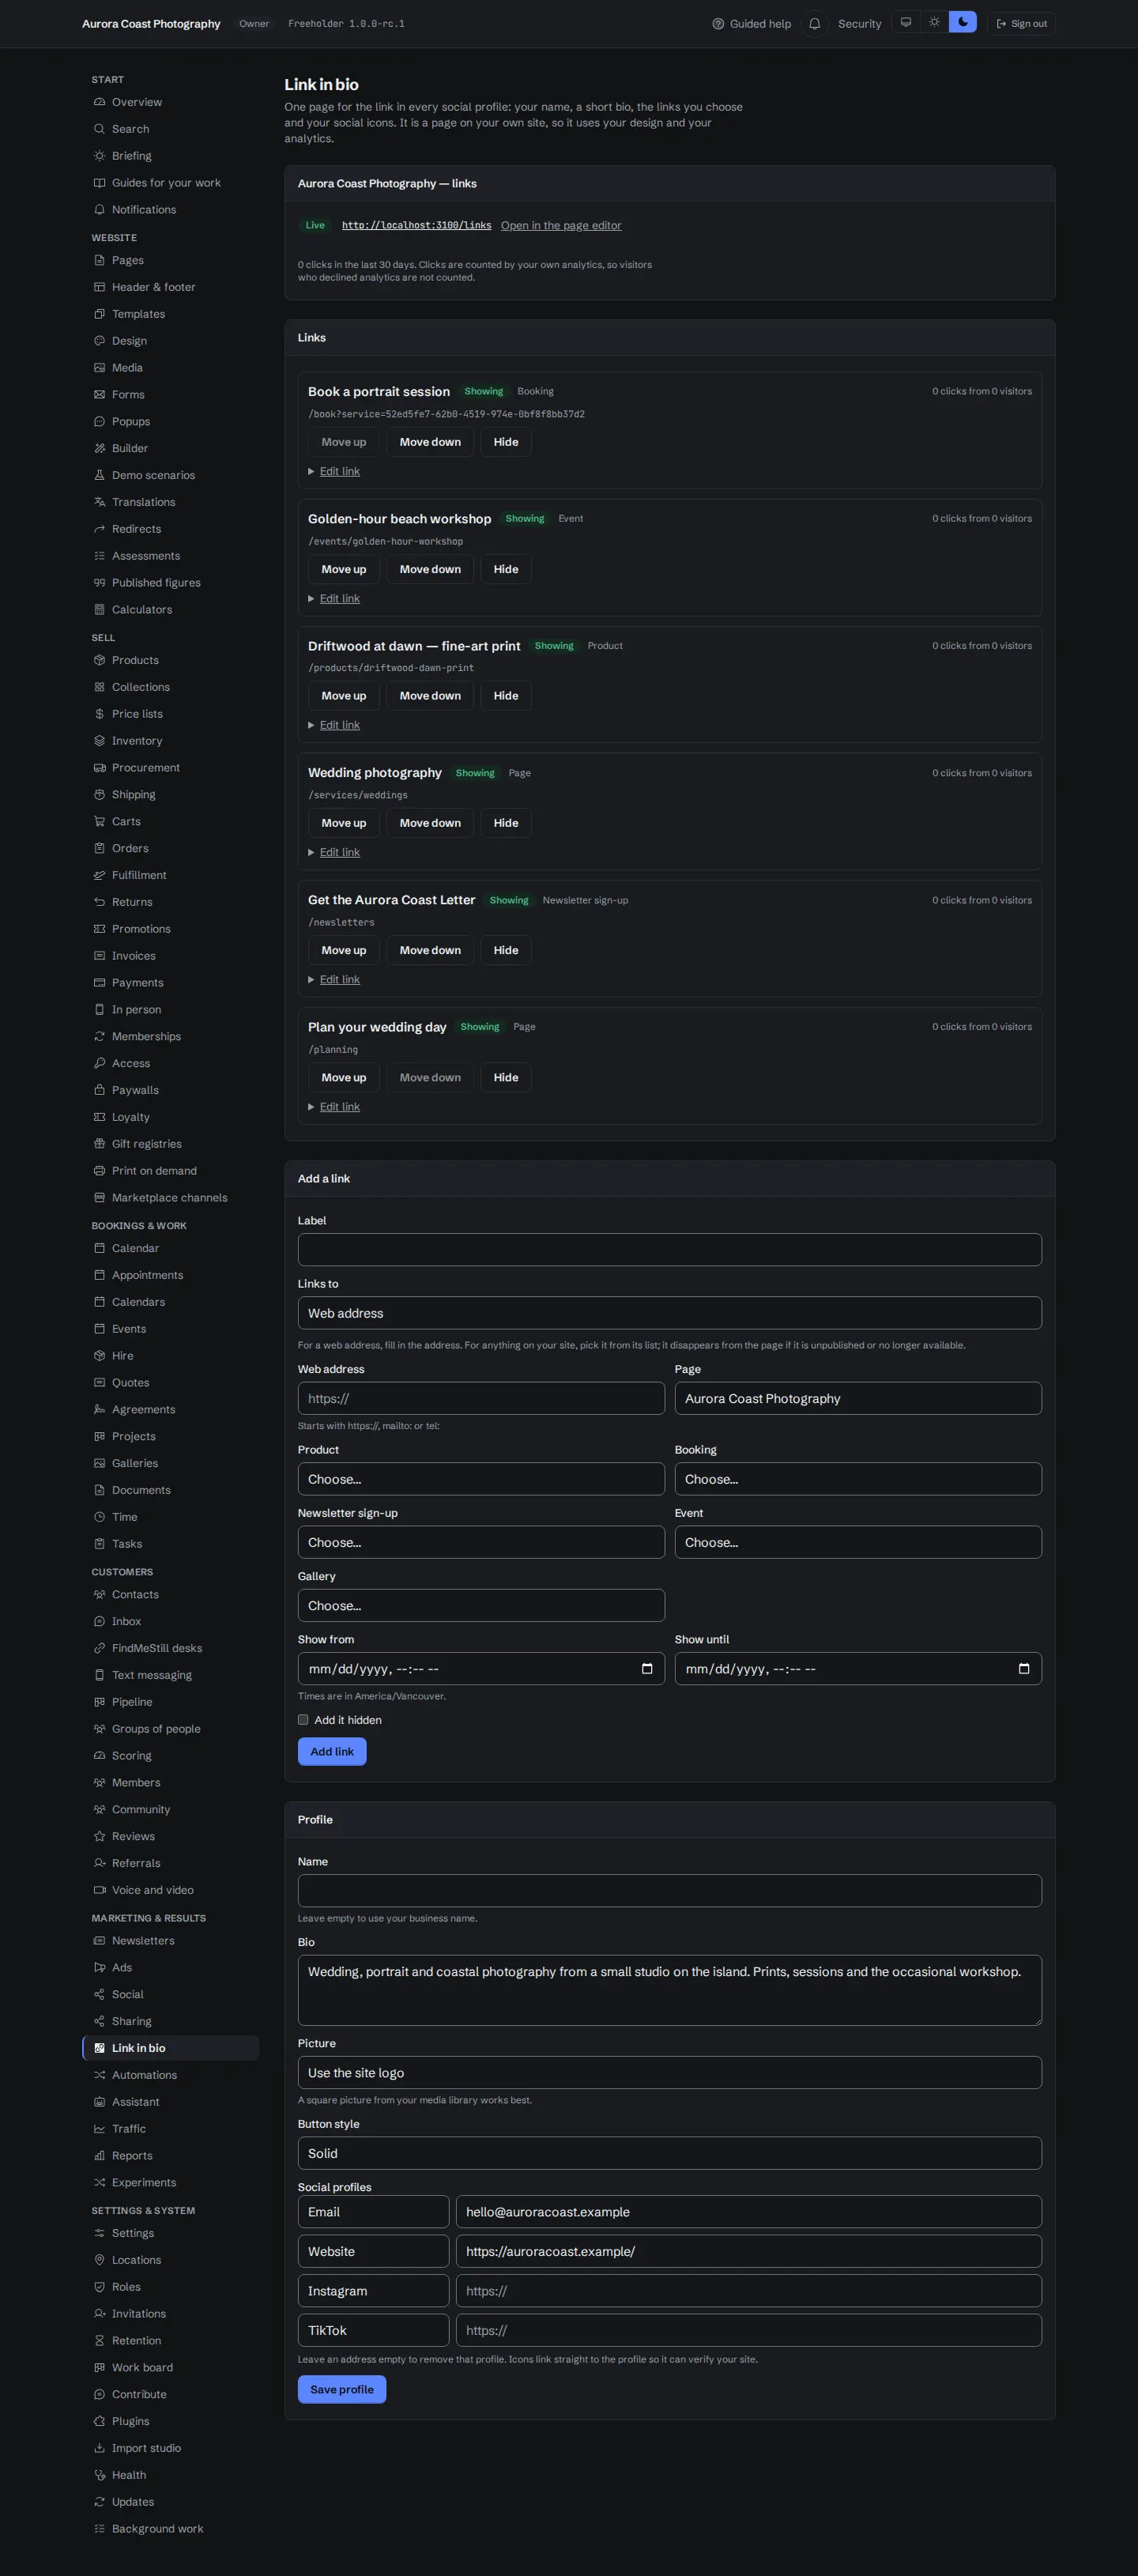 Aurora Coast Photography Owner Freeholder 1.0.0-rc.1 Guided help Security Sign out
START
Overview
Search
Briefing
Guides for your work
Notifications
WEBSITE
Pages
Header & footer
Templates
Design
Media
Forms
Popups
Builder
Demo scenarios
Translations
Redirects
Assessments
Published figures
Calculators
SELL
Products
Collections
Price lists
Inventory
Procurement
Shipping
Carts
Orders
Fulfillment
Returns
Promotions
Invoices
Payments
In person
Memberships
Access
Paywalls
Loyalty
Gift registries
Print on demand
Marketplace channels
BOOKINGS & WORK
Calendar
Appointments
Calendars
Events
Hire
Quotes
Agreements
Projects
Galleries
Documents
Time
Tasks
CUSTOMERS
Contacts
Inbox
FindMeStill desks
Text messaging
Pipeline
Groups of people
Scoring
Members
Community
Reviews
Referrals
Voice and video
MARKETING & RESULTS
Newsletters
Ads
Social
Sharing
Link in bio
Automations
Assistant
Traffic
Reports
Experiments
SETTINGS & SYSTEM
Settings
Locations
Roles
Invitations
Retention
Work board
Contribute
Plugins
Import studio
Health
Updates
Background work
Link in bio
One page for the link in every social profile: your name, a short bio, the links you choose
and your social icons. It is a page on your own site, so it uses your design and your
analytics.
Aurora Coast Photography — links
Live http://localhost:3100/links Open in the page editor
0 clicks in the last 30 days. Clicks are counted by your own analytics, so visitors
who declined analytics are not counted.
Links
Book a portrait session Showing Booking 0 clicks from 0 visitors
/book?service=52ed5fe7-62b0-4519-974e-0bf8f8bb37d2
Move up Move down Hide
Edit link
Golden-hour beach workshop Showing Event 0 clicks from 0 visitors
/events/golden-hour-workshop
Move up Move down Hide
Edit link
Driftwood at dawn — fine-art print Showing Product 0 clicks from 0 visitors
/products/driftwood-dawn-print
Move up Move down Hide
Edit link
Wedding photography Showing Page 0 clicks from 0 visitors
/services/weddings
Move up Move down Hide
Edit link
Get the Aurora Coast Letter Showing Newsletter sign-up 0 clicks from 0 visitors
/newsletters
Move up Move down Hide
Edit link
Plan your wedding day Showing Page 0 clicks from 0 visitors
/planning
Move up Move down Hide
Edit link
Add a link
Label
Links to
Web address
For a web address, fill in the address. For anything on your site, pick it from its list; it disappears from the page if it is unpublished or no longer available.
Web address Page
https:// Aurora Coast Photography
Starts with https://, mailto: or tel:
Product Booking
Choose... Choose...
Newsletter sign-up Event
Choose... Choose...
Gallery
Choose...
Show from Show until
mm/dd/yyyy, --:-- -- mm/dd/yyyy, --:-- --
Times are in America/Vancouver.
Add it hidden
Add link
Profile
Name
Leave empty to use your business name.
Bio
Wedding, portrait and coastal photography from a small studio on the island. Prints, sessions and the occasional workshop.
Picture
Use the site logo
A square picture from your media library works best.
Button style
Solid
Social profiles
Email hello@auroracoast.example
Website https://auroracoast.example/
Instagram https://
TikTok https://
Leave an address empty to remove that profile. Icons link straight to the profile so it can verify your site.
Save profile